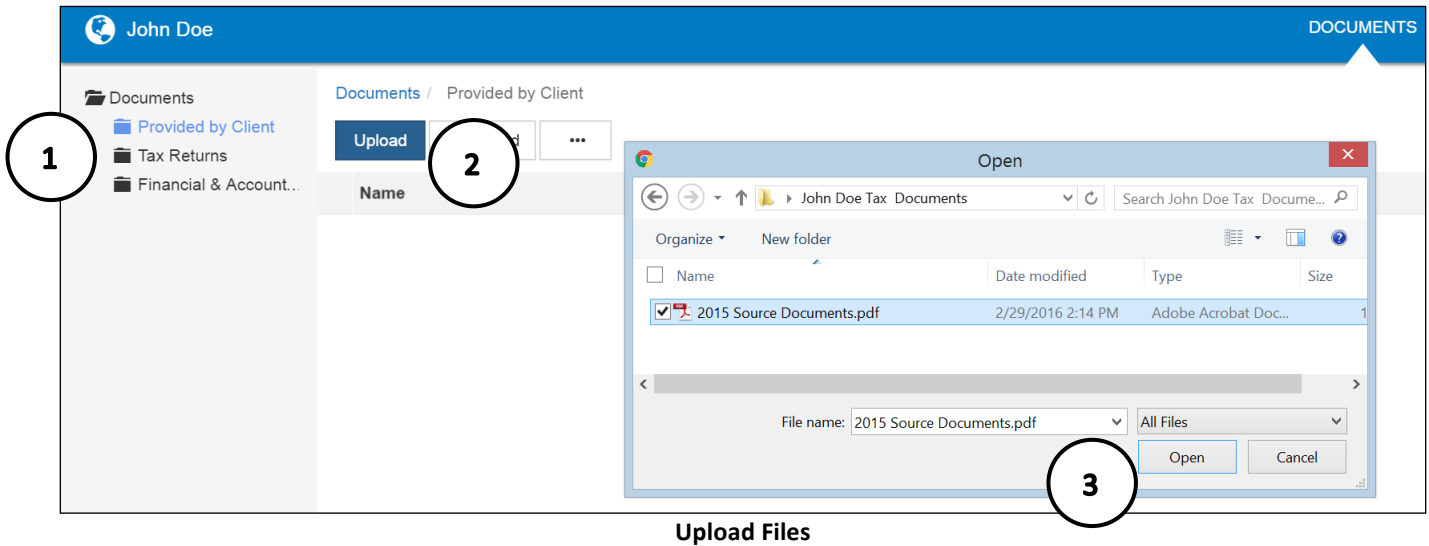 John Doe
DOCUMENTS
Documents
Provided by Client
Tax Returns
Financial & Account...
1
Documents / Provided by Client
Upload
2
d
•••
Name
Open
John Doe Tax Documents
Search John Doe Tax Docume...
Organize
New folder
Name
Date modified
Type
Size
2015 Source Documents.pdf
2/29/2016 2:14 PM
Adobe Acrobat Doc...
1
File name:
2015 Source Documents.pdf
All Files
Open
Cancel
3
Upload Files